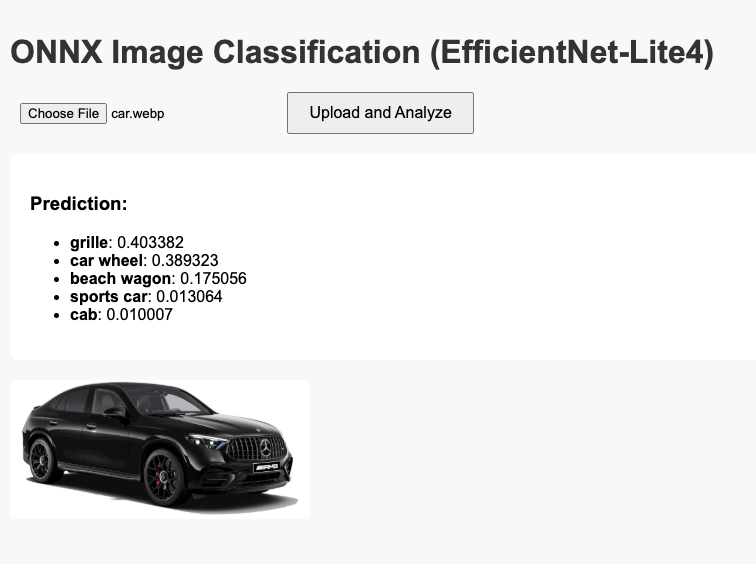 ONNX Image Classification (EfficientNet-Lite4)
Choose File car.webp Upload and Analyze
Prediction:
• grille: 0.403382
• car wheel: 0.389323
• beach wagon: 0.175056
• sports car: 0.013064
• cab: 0.010007
AMG